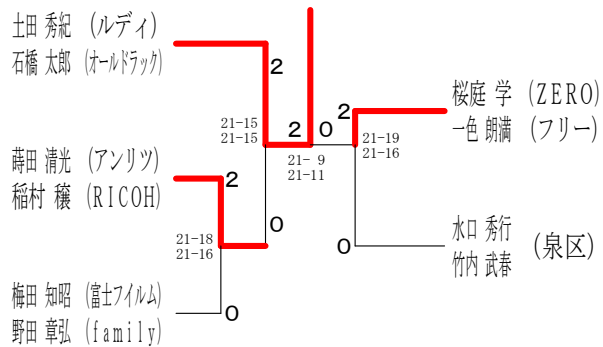 土田 秀紀 (ルディ)
石橋 太郎 (オールドラック)
2
21-15
21-15
2
0
21- 9
21-11
2
桜庭 学 (ZERO)
一色 朗満 (フリー)
21-19
21-16
蒔田 清光 (アンリツ)
稲村 穣 (RICOH)
2
21-18
21-16
0
0
水口 秀行
竹内 武春
(泉区)
梅田 知昭 (富士フイルム)
野田 章弘 (family)
0